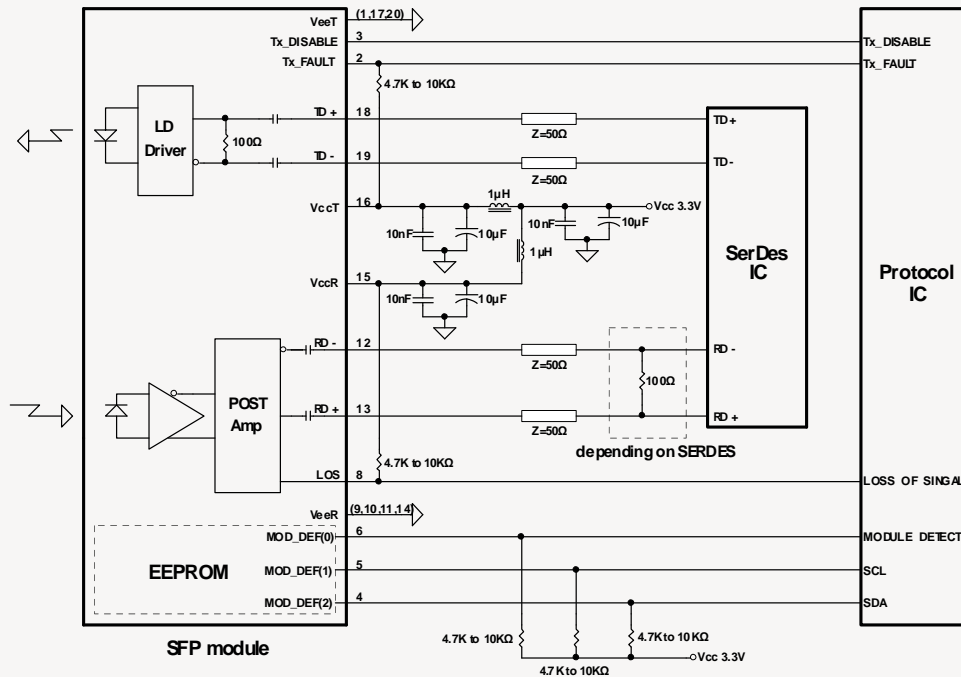 VeeT (1,17,20)
Tx_DISABLE 3 Tx_DISABLE
Tx_FAULT 2 Tx_FAULT
4.7K to 10KΩ
LD
Driver
100Ω
TD+ 18 TD+
Z=50Ω
TD- 19 TD-
Z=50Ω
1µH
VccT 16 Vcc 3.3V
10nF 10µF 10nF 10µF
1µH
SerDes
IC
Protocol
IC
VccR 15
10nF 10µF
RD- 12 RD-
Z=50Ω
100Ω
POST
Amp
RD+ 13 RD+
Z=50Ω
depending on SERDES
4.7K to 10KΩ
LOS 8 LOSS OF SINGAL
VeeR (9,10,11,14)
MOD_DEF(0) 6 MODULE DETECT
EEPROM
MOD_DEF(1) 5 SCL
MOD_DEF(2) 4 SDA
4.7K to 10KΩ 4.7K to 10KΩ
SFP module
Vcc 3.3V
4.7K to 10KΩ